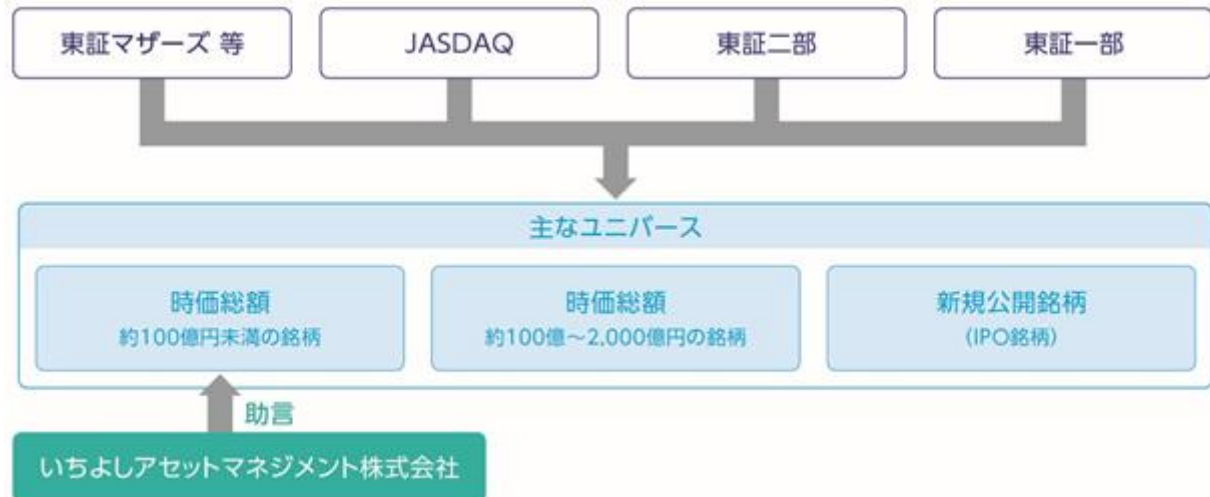 東証マザーズ 等
JASDAQ
東証二部
東証一部
主なユニバース
時価総額
約100億円未満の銘柄
時価総額
約100億～2,000億円の銘柄
新規公開銘柄
(IPO銘柄)
助言
いちよしアセットマネジメント株式会社